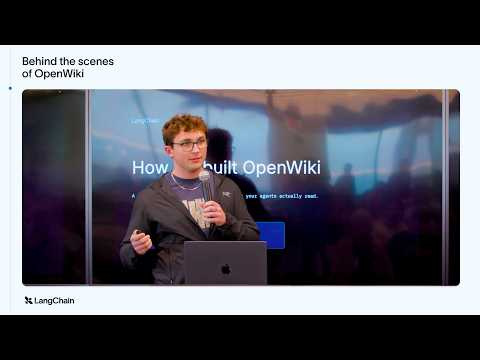 Behind the scenes
of OpenWiki
LangChain
How built OpenWiki
A your agents actually read.
LangChain